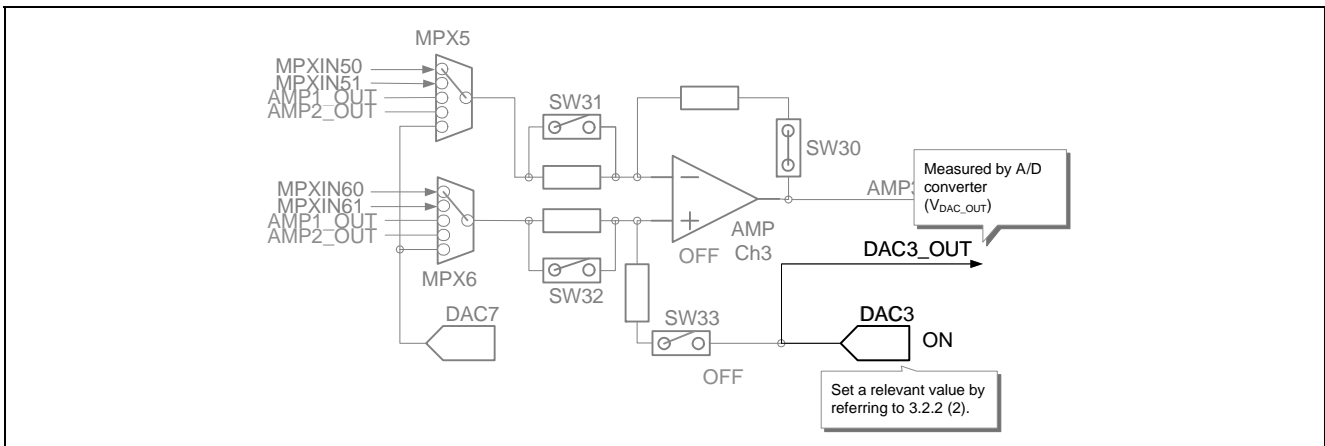 MPX5
MPXIN50
MPXIN51
AMP1_OUT
AMP2_OUT
SW31
SW30
Measured by A/D
converter
(VDAC_OUT)
MPXIN60
MPXIN61
AMP1_OUT
AMP2_OUT
AMP3
AMP
Ch3
OFF
DAC3_OUT
MPX6
SW32
DAC7
SW33
OFF
DAC3
ON
Set a relevant value by
referring to 3.2.2 (2).